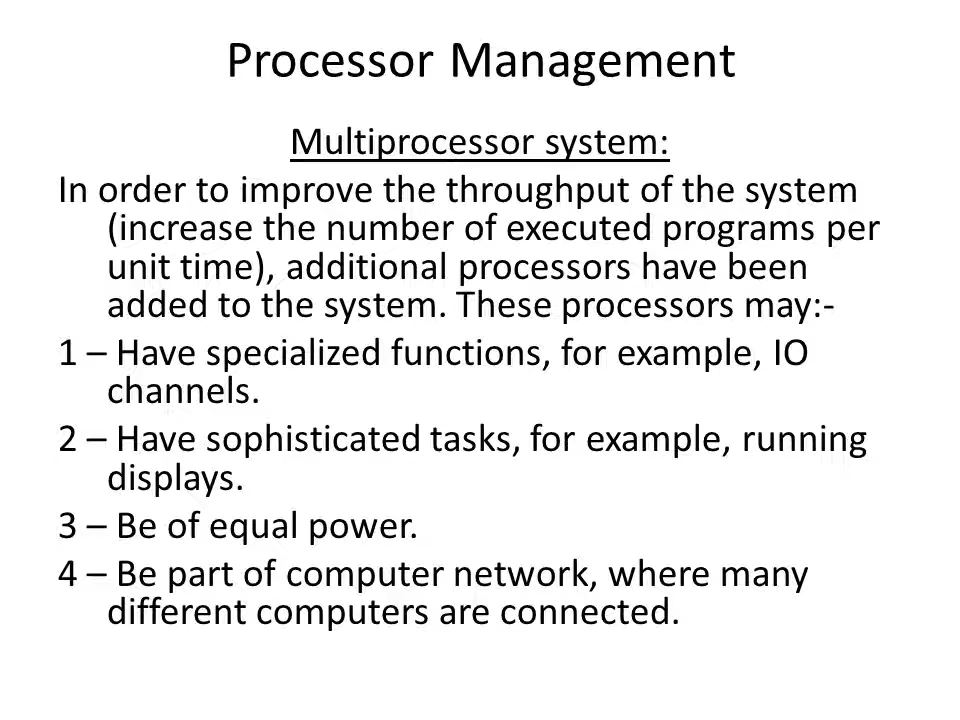 Processor Management
Multiprocessor system:
In order to improve the throughput of the system
(increase the number of executed programs per
unit time), additional processors have been
added to the system. These processors may:-
1 – Have specialized functions, for example, IO
channels.
2 – Have sophisticated tasks, for example, running
displays.
3 – Be of equal power.
4 – Be part of computer network, where many
different computers are connected.